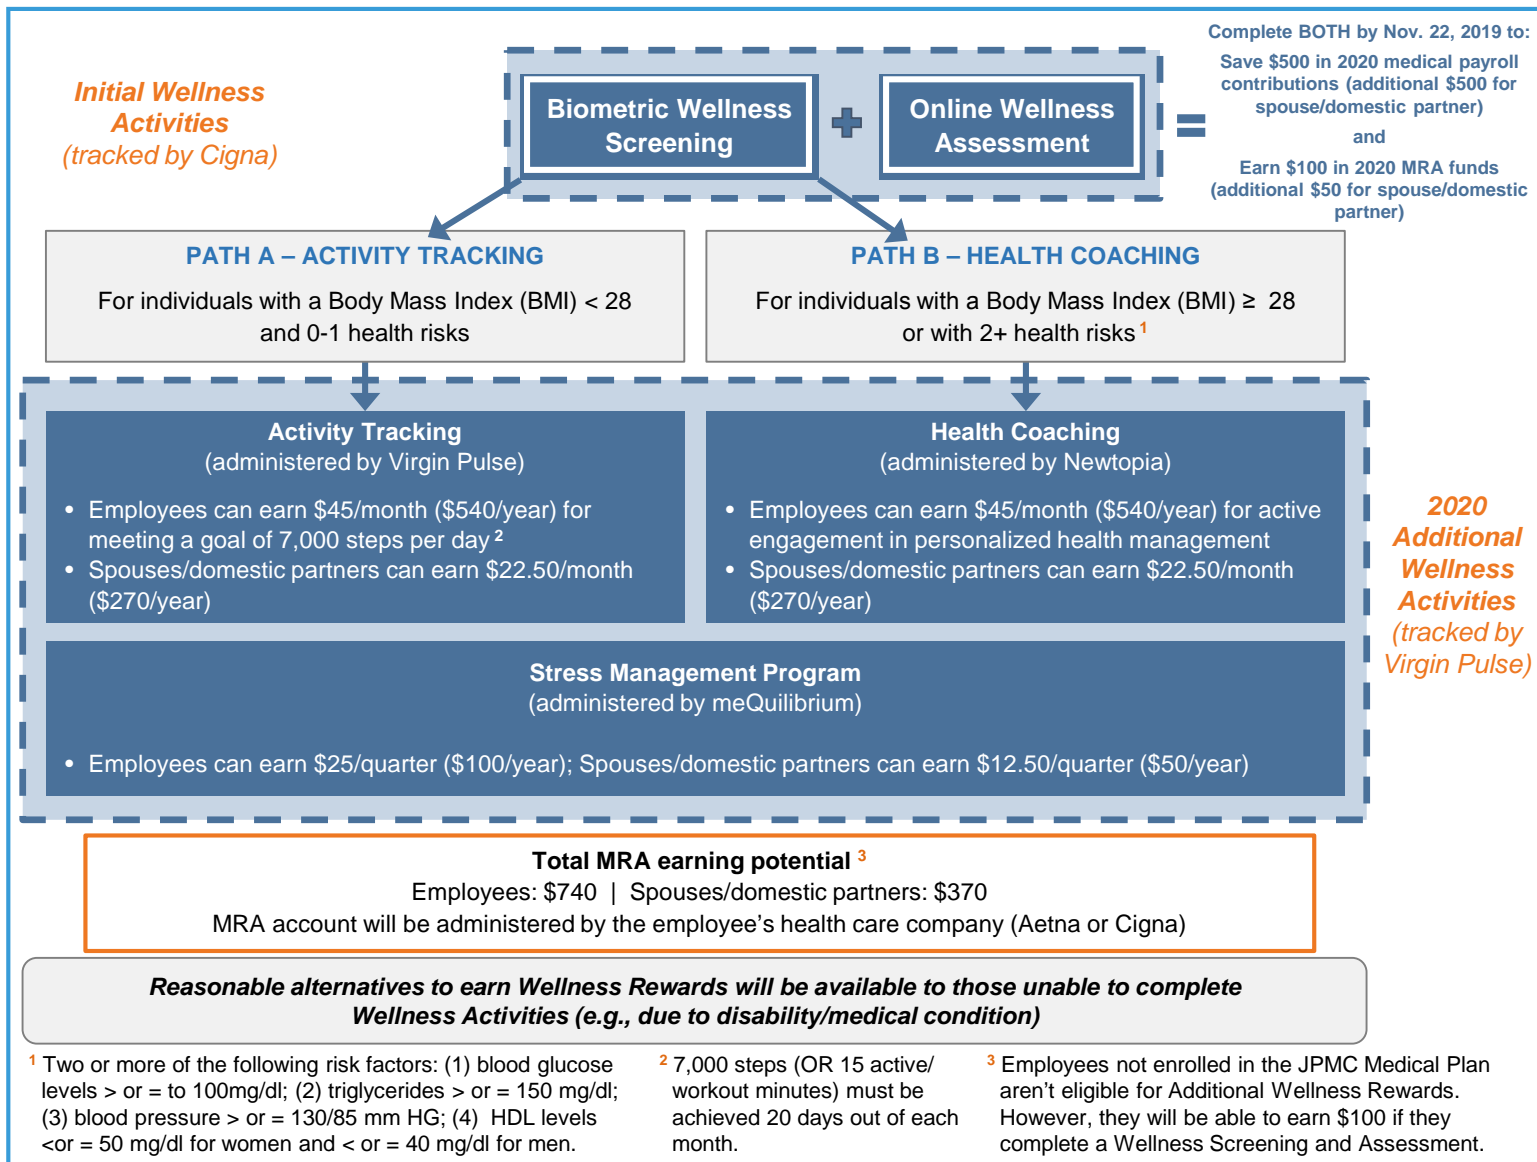 Initial Wellness
Activities
(tracked by Cigna)
Biometric Wellness
Screening
+
Online Wellness
Assessment
=
Complete BOTH by Nov. 22, 2019 to:
Save $500 in 2020 medical payroll
contributions (additional $500 for
spouse/domestic partner)
and
Earn $100 in 2020 MRA funds
(additional $50 for spouse/domestic
partner)
PATH A – ACTIVITY TRACKING
For individuals with a Body Mass Index (BMI) < 28
and 0-1 health risks
PATH B – HEALTH COACHING
For individuals with a Body Mass Index (BMI) ≥ 28
or with 2+ health risks 1
Activity Tracking
(administered by Virgin Pulse)
• Employees can earn $45/month ($540/year) for
meeting a goal of 7,000 steps per day 2
• Spouses/domestic partners can earn $22.50/month
($270/year)
Health Coaching
(administered by Newtopia)
• Employees can earn $45/month ($540/year) for active
engagement in personalized health management
• Spouses/domestic partners can earn $22.50/month
($270/year)
Stress Management Program
(administered by meQuilibrium)
• Employees can earn $25/quarter ($100/year); Spouses/domestic partners can earn $12.50/quarter ($50/year)
2020
Additional
Wellness
Activities
(tracked by
Virgin Pulse)
Total MRA earning potential 3
Employees: $740 | Spouses/domestic partners: $370
MRA account will be administered by the employee's health care company (Aetna or Cigna)
Reasonable alternatives to earn Wellness Rewards will be available to those unable to complete
Wellness Activities (e.g., due to disability/medical condition)
1 Two or more of the following risk factors: (1) blood glucose
levels > or = to 100mg/dl; (2) triglycerides > or = 150 mg/dl;
(3) blood pressure > or = 130/85 mm HG; (4) HDL levels
<or = 50 mg/dl for women and < or = 40 mg/dl for men.
2 7,000 steps (OR 15 active/
workout minutes) must be
achieved 20 days out of each
month.
3 Employees not enrolled in the JPMC Medical Plan
aren't eligible for Additional Wellness Rewards.
However, they will be able to earn $100 if they
complete a Wellness Screening and Assessment.